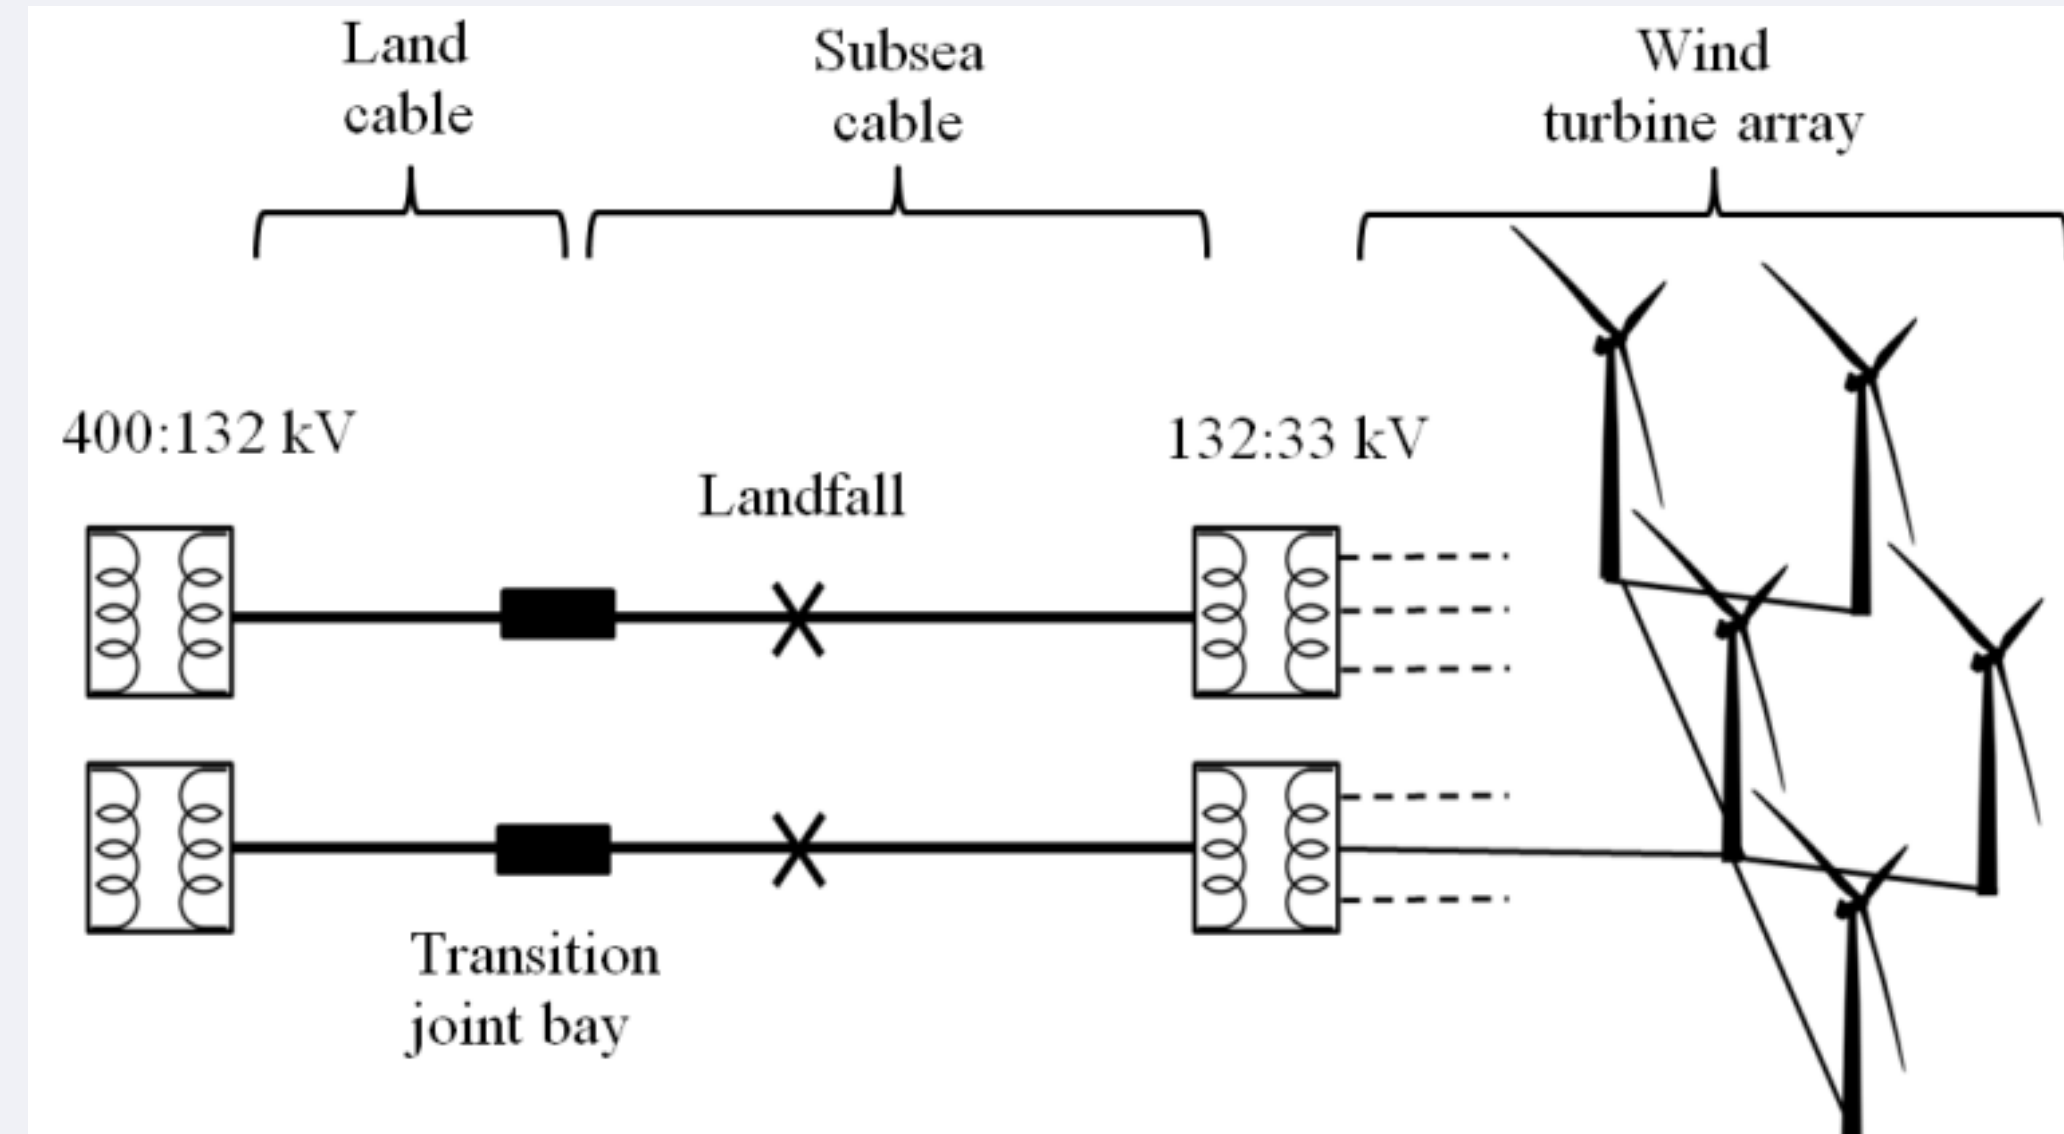 Land
cable
Subsea
cable
Wind
turbine array
400:132 kV
132:33 kV
Landfall
Transition
joint bay